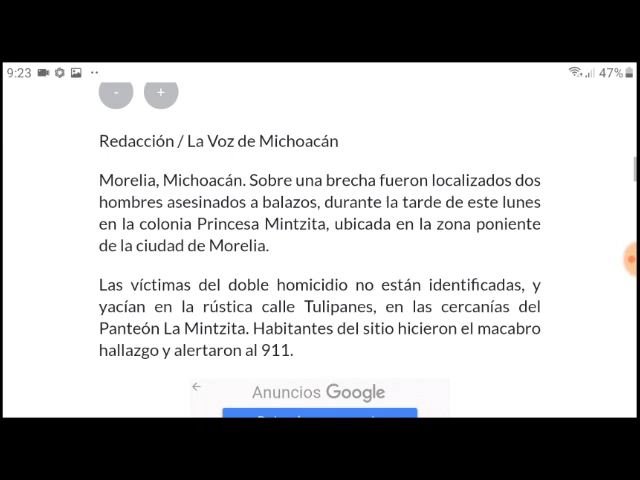 9:23
47%
- +
Redacción / La Voz de Michoacán
Morelia, Michoacán. Sobre una brecha fueron localizados dos
hombres asesinados a balazos, durante la tarde de este lunes
en la colonia Princesa Mintzita, ubicada en la zona poniente
de la ciudad de Morelia.
Las víctimas del doble homicidio no están identificadas, y
yacían en la rústica calle Tulipanes, en las cercanías del
Panteón La Mintzita. Habitantes del sitio hicieron el macabro
hallazgo y alertaron al 911.
Anuncios Google